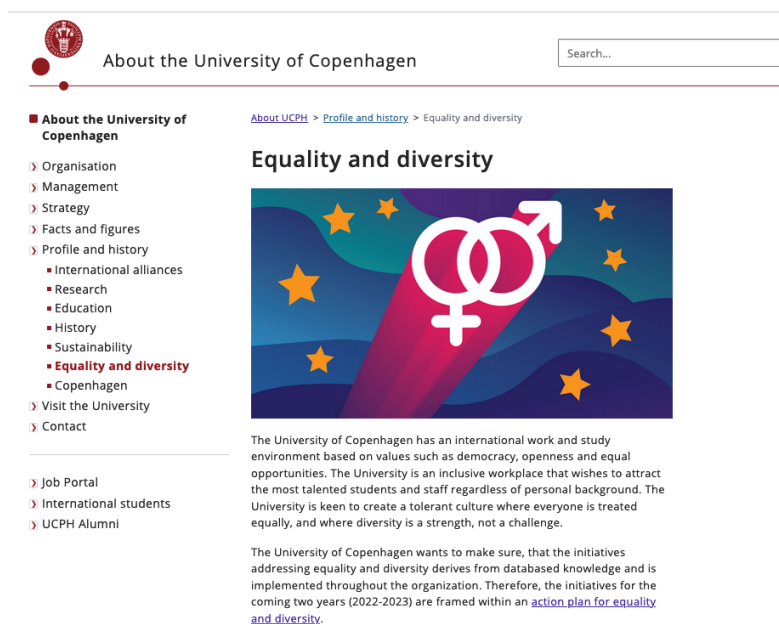 About the University of Copenhagen
Search...
About the University of
Copenhagen
Organisation
Management
Strategy
Facts and figures
Profile and history
International alliances
Research
Education
History
Sustainability
Equality and diversity
Copenhagen
Visit the University
Contact
Job Portal
International students
UCPH Alumni
About UCPH > Profile and history > Equality and diversity
Equality and diversity
The University of Copenhagen has an international work and study
environment based on values such as democracy, openness and equal
opportunities. The University is an inclusive workplace that wishes to attract
the most talented students and staff regardless of personal background. The
University is keen to create a tolerant culture where everyone is treated
equally, and where diversity is a strength, not a challenge.
The University of Copenhagen wants to make sure, that the initiatives
addressing equality and diversity derives from databased knowledge and is
implemented throughout the organization. Therefore, the initiatives for the
coming two years (2022-2023) are framed within an action plan for equality
and diversity.